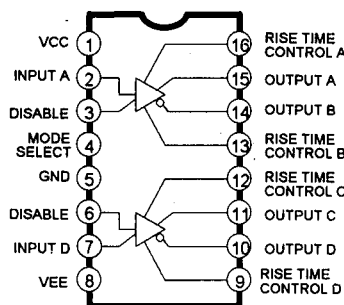 VCC 1
INPUT A 2
DISABLE 3
MODE
SELECT 4
GND 5
DISABLE 6
INPUT D 7
VEE 8
16 RISE TIME
CONTROL A
15 OUTPUT A
14 OUTPUT B
13 RISE TIME
CONTROL B
12 RISE TIME
CONTROL C
11 OUTPUT C
10 OUTPUT D
9 RISE TIME
CONTROL D